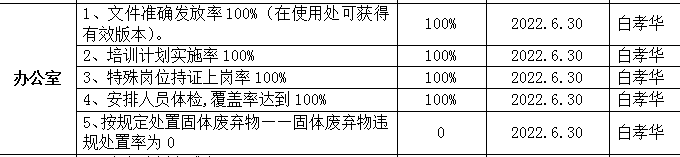 1、文件准确发放率100%（在使用处可获得 100% 2022.6.30 白孝华
有效版本）。
办公室
2、培训计划实施率100% 100% 2022.6.30 白孝华
3、特殊岗位持证上岗率100% 100% 2022.6.30 白孝华
4、安排人员体检,覆盖率达到100% 100% 2022.6.30 白孝华
5、按规定处置固体废弃物——固体废弃物违 0 2022.6.30 白孝华
规处置率为0